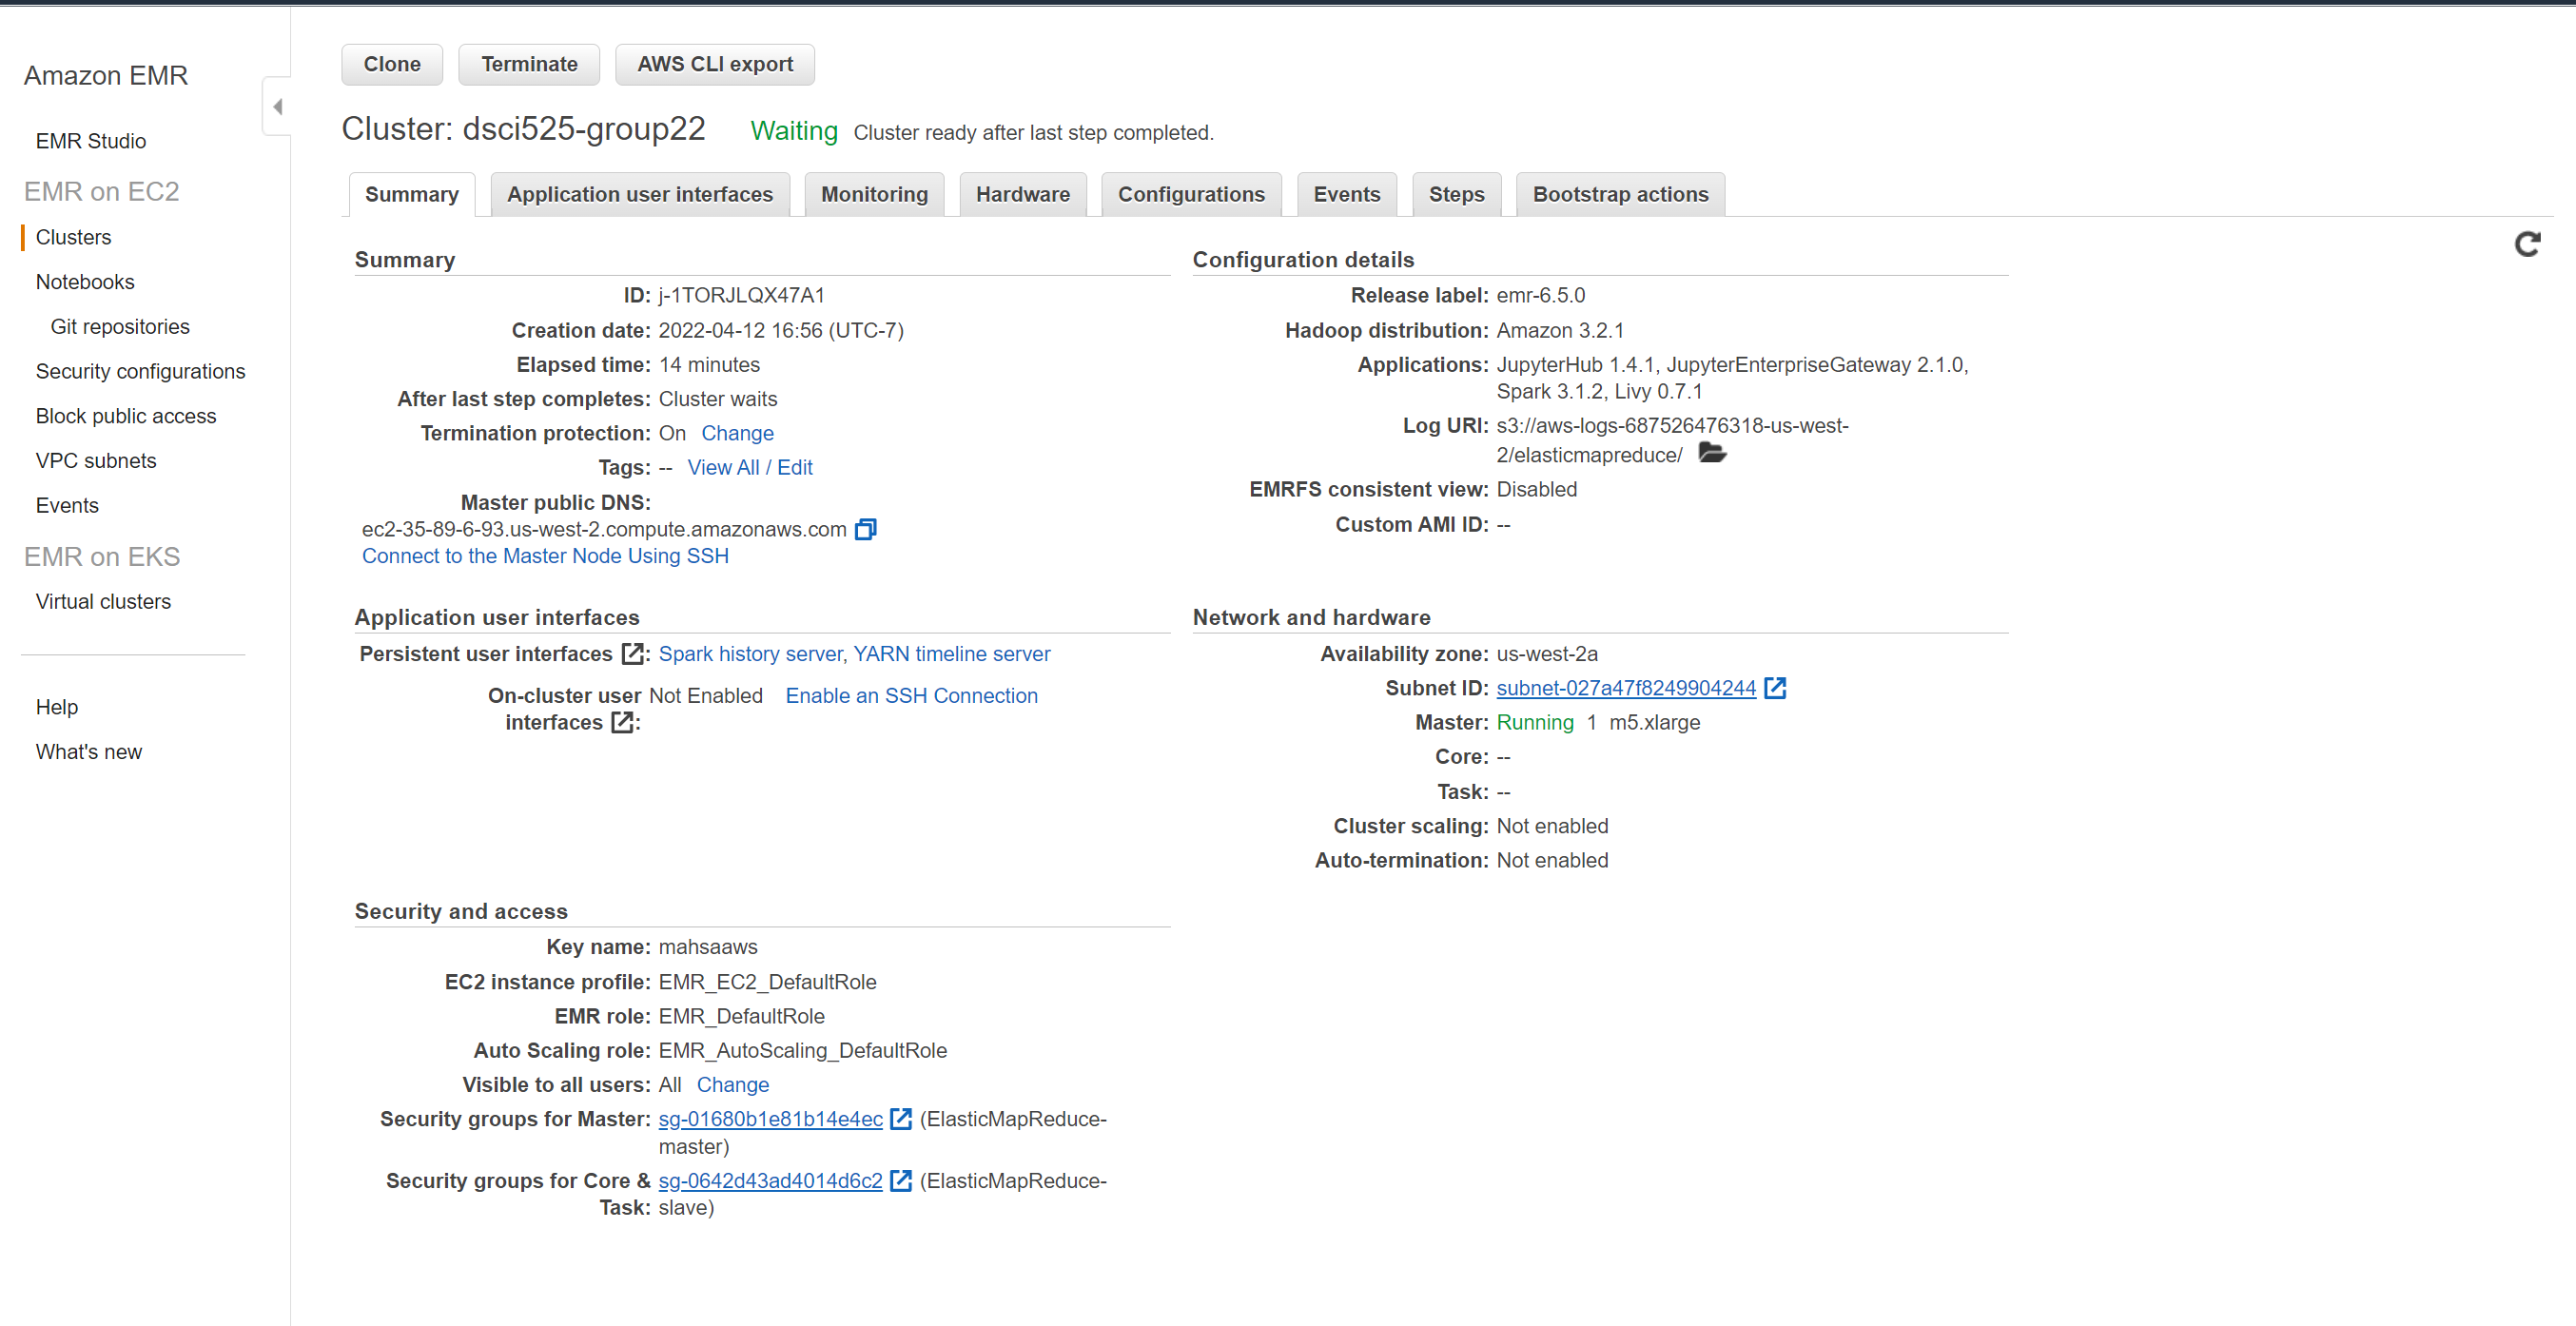 Amazon EMR
EMR Studio
EMR on EC2
Clusters
Notebooks
Git repositories
Security configurations
Block public access
VPC subnets
Events
EMR on EKS
Virtual clusters
Help
What's new
Clone Terminate AWS CLI export
Cluster: dsci525-group22 Waiting Cluster ready after last step completed.
Summary Application user interfaces Monitoring Hardware Configurations Events Steps Bootstrap actions
Summary
ID: j-1TORJLQX47A1
Creation date: 2022-04-12 16:56 (UTC-7)
Elapsed time: 14 minutes
After last step completes: Cluster waits
Termination protection: On Change
Tags: -- View All / Edit
Master public DNS:
ec2-35-89-6-93.us-west-2.compute.amazonaws.com
Connect to the Master Node Using SSH
Configuration details
Release label: emr-6.5.0
Hadoop distribution: Amazon 3.2.1
Applications: JupyterHub 1.4.1, JupyterEnterpriseGateway 2.1.0,
Spark 3.1.2, Livy 0.7.1
Log URI: s3://aws-logs-687526476318-us-west-
2/elasticmapreduce/
EMRFS consistent view: Disabled
Custom AMI ID: --
Application user interfaces
Persistent user interfaces : Spark history server, YARN timeline server
On-cluster user Not Enabled Enable an SSH Connection
interfaces :
Network and hardware
Availability zone: us-west-2a
Subnet ID: subnet-027a47f8249904244
Master: Running 1 m5.xlarge
Core: --
Task: --
Cluster scaling: Not enabled
Auto-termination: Not enabled
Security and access
Key name: mahsaaws
EC2 instance profile: EMR_EC2_DefaultRole
EMR role: EMR_DefaultRole
Auto Scaling role: EMR_AutoScaling_DefaultRole
Visible to all users: All Change
Security groups for Master: sg-01680b1e81b14e4ec (ElasticMapReduce-
master)
Security groups for Core & sg-0642d43ad4014d6c2 (ElasticMapReduce-
Task: slave)